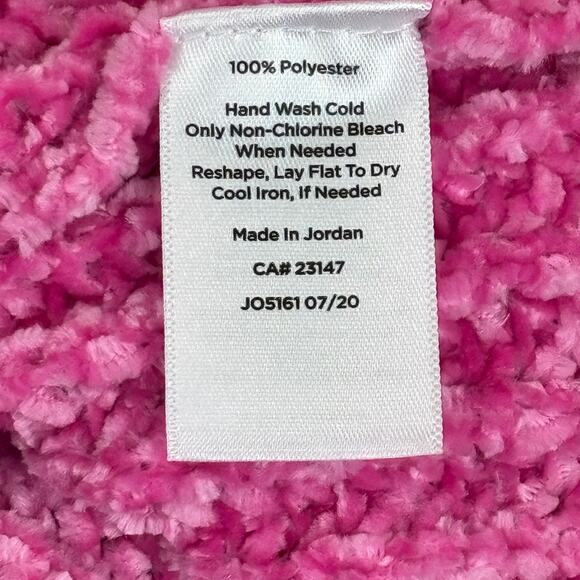 100% Polyester
Hand Wash Cold
Only Non-Chlorine Bleach
When Needed
Reshape, Lay Flat To Dry
Cool Iron, If Needed
Made In Jordan
CA# 23147
JO5161 07/20